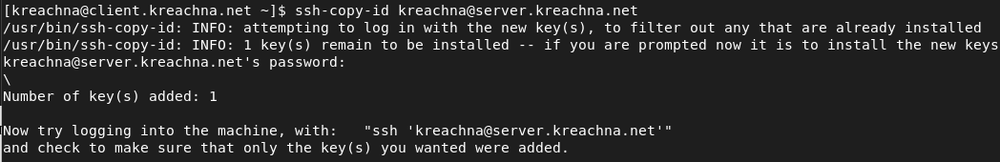 [kreachna@client.kreachna.net ~]$ ssh-copy-id kreachna@server.kreachna.net
/usr/bin/ssh-copy-id: INFO: attempting to log in with the new key(s), to filter out any that are already installed
/usr/bin/ssh-copy-id: INFO: 1 key(s) remain to be installed -- if you are prompted now it is to install the new keys
kreachna@server.kreachna.net's password:
\
Number of key(s) added: 1
Now try logging into the machine, with:   "ssh 'kreachna@server.kreachna.net'"
and check to make sure that only the key(s) you wanted were added.